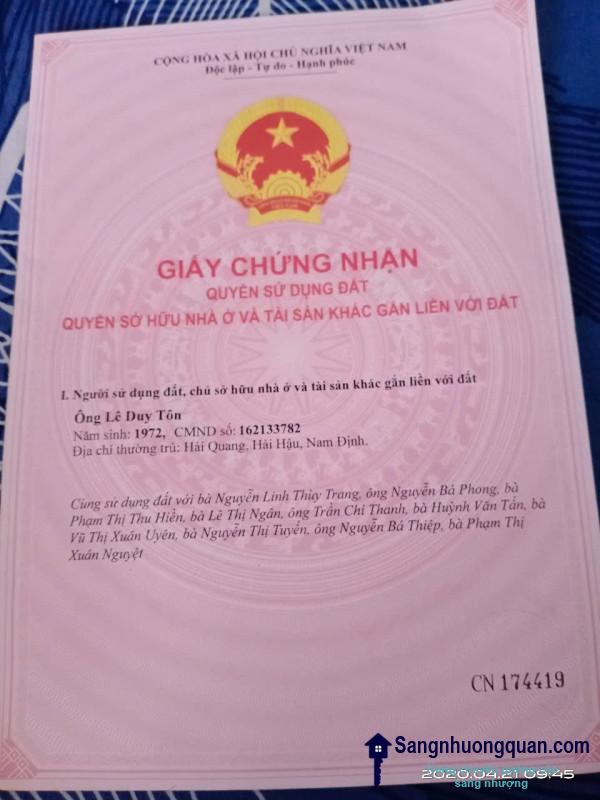 CỘNG HÒA XÃ HỘI CHỦ NGHĨA VIỆT NAM
Độc lập - Tự do - Hạnh phúc
GIẤY CHỨNG NHẬN
QUYỀN SỬ DỤNG ĐẤT
QUYỀN SỞ HỮU NHÀ Ở VÀ TÀI SẢN KHÁC GẮN LIỀN VỚI ĐẤT
I. Người sử dụng đất, chủ sở hữu nhà ở và tài sản khác gắn liền với đất
Ông Lê Duy Tôn
Năm sinh: 1972, CMND số: 162133782
Địa chỉ thường trú: Hải Quang, Hải Hậu, Nam Định.
Cùng sử dụng đất với bà Nguyễn Linh Thùy Trang, ông Nguyễn Bá Phong, bà
Phạm Thị Thu Hiền, bà Lê Thị Ngân, ông Trần Chí Thanh, bà Huỳnh Văn Tấn, bà
Vũ Thị Xuân Uyên, bà Nguyễn Thị Tuyển, ông Nguyễn Bá Thiệp, bà Phạm Thị
Xuân Nguyệt
CN 174419
Sangnhuongquan.com
2020.04.21 09:45
sang nhượng